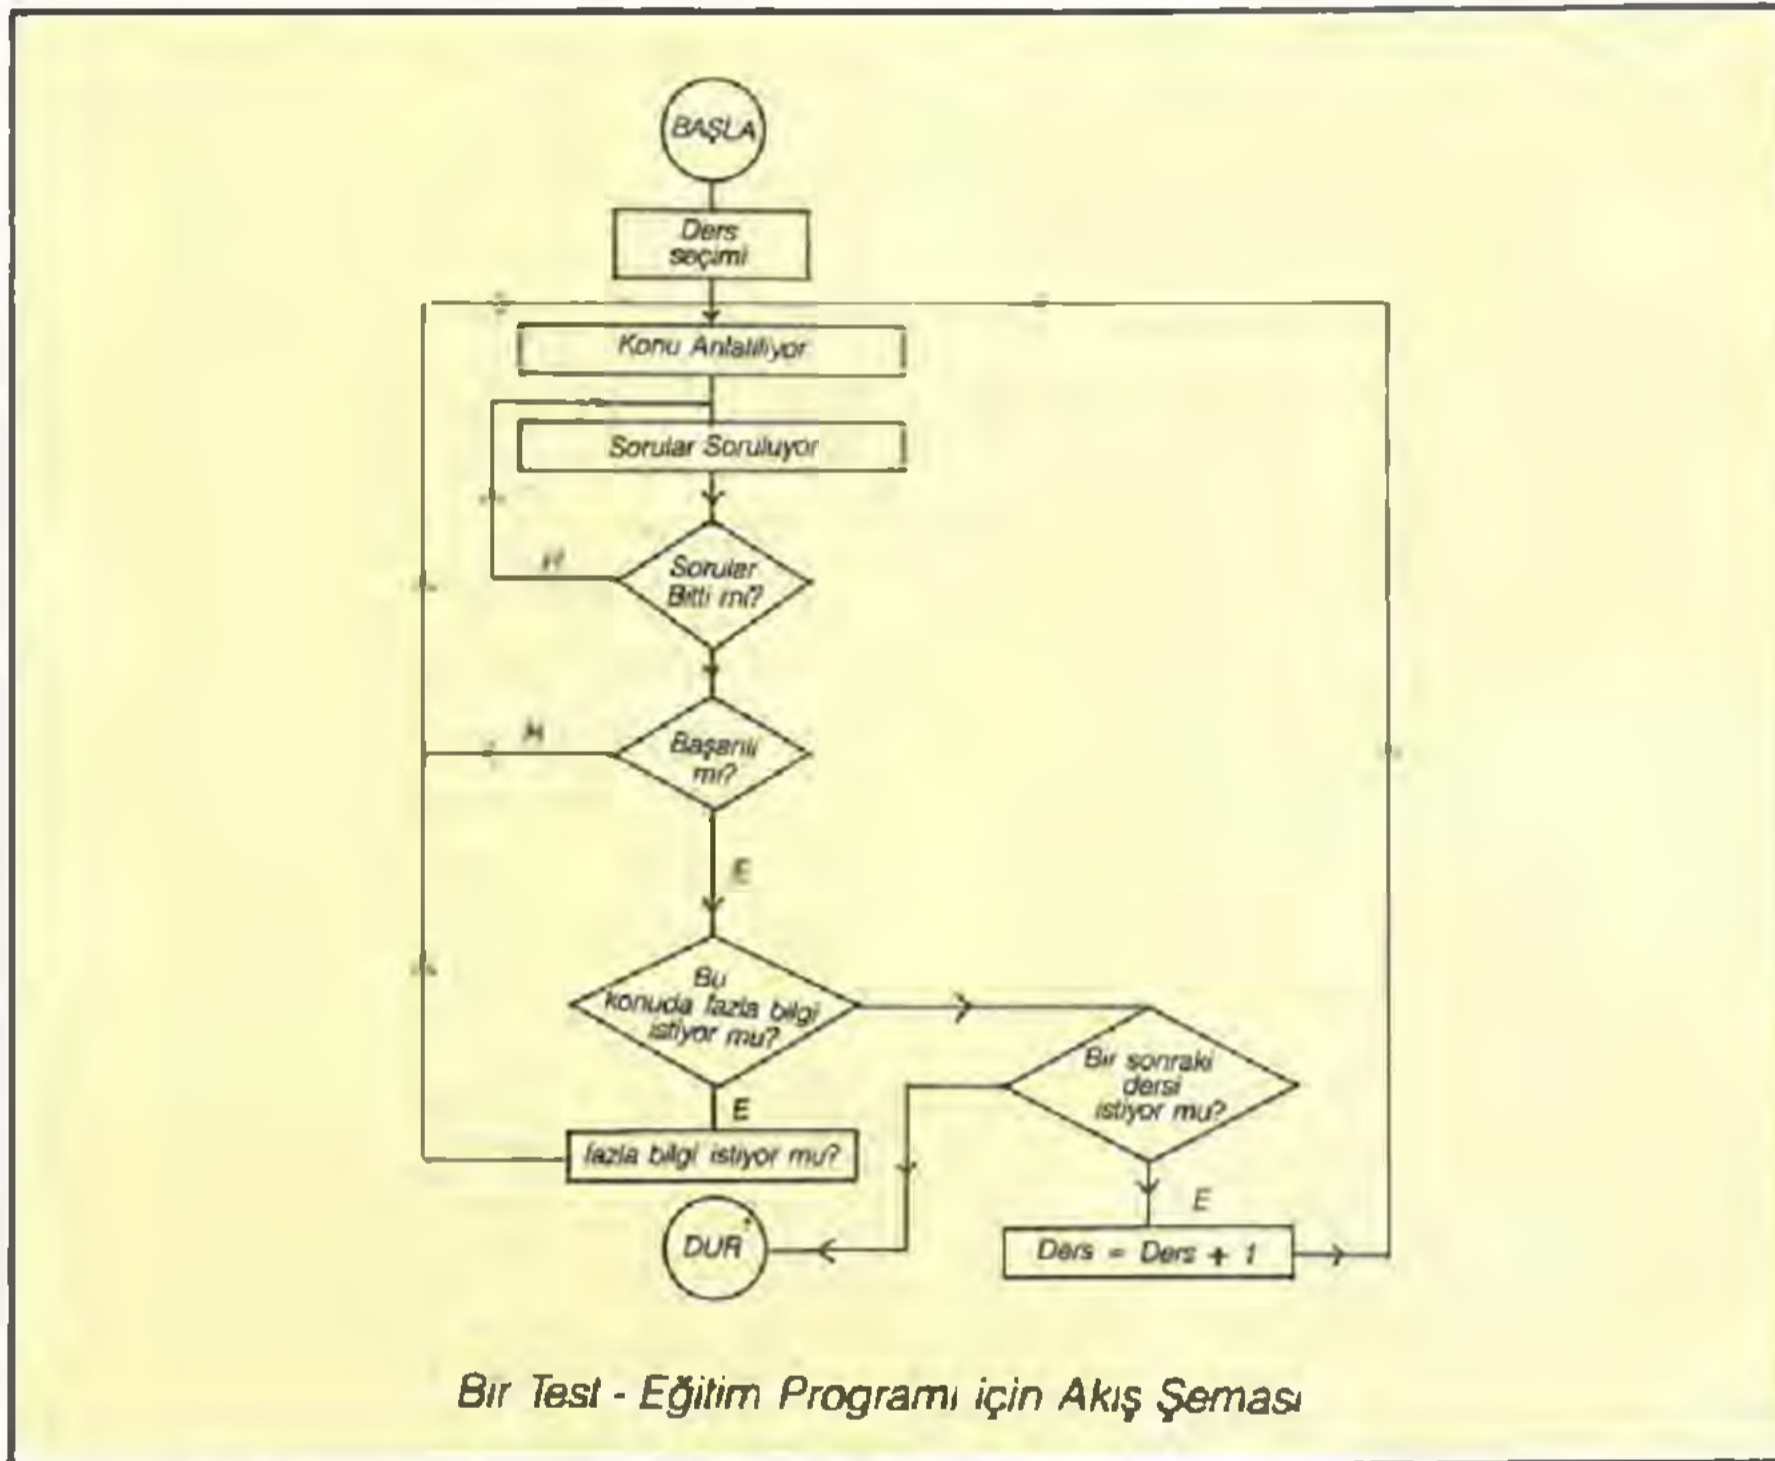 BAŞLA
Ders
seçimi
Konu Anlatılıyor
Sorular Soruluyor
H
Sorular
Bitti mi?
H
Başarılı
mı?
E
Bu
konuda fazla bilgi
istiyor mu?
Bir sonraki
dersi
istiyor mu?
E
fazla bilgi istiyor mu?
E
DUR
Ders = Ders + 1
Bir Test - Eğitim Programı için Akış Şeması